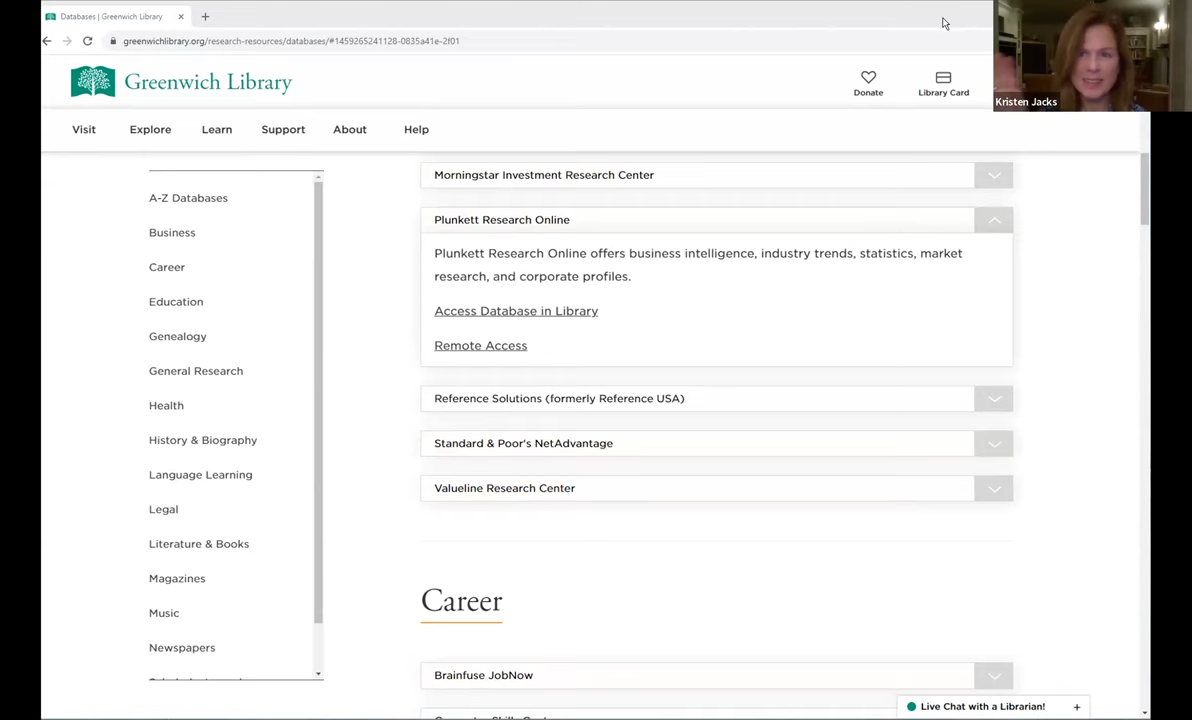 Databases | Greenwich Library
greenwichlibrary.org/research-resources/databases/#1459265241128-0835a41e-2f01
Greenwich Library
Donate
Library Card
Kristen Jacks
Visit
Explore
Learn
Support
About
Help
A-Z Databases
Business
Career
Education
Genealogy
General Research
Health
History & Biography
Language Learning
Legal
Literature & Books
Magazines
Music
Newspapers
Morningstar Investment Research Center
Plunkett Research Online
Plunkett Research Online offers business intelligence, industry trends, statistics, market
research, and corporate profiles.
Access Database in Library
Remote Access
Reference Solutions (formerly Reference USA)
Standard & Poor's NetAdvantage
Valueline Research Center
Career
Brainfuse JobNow
Live Chat with a Librarian!